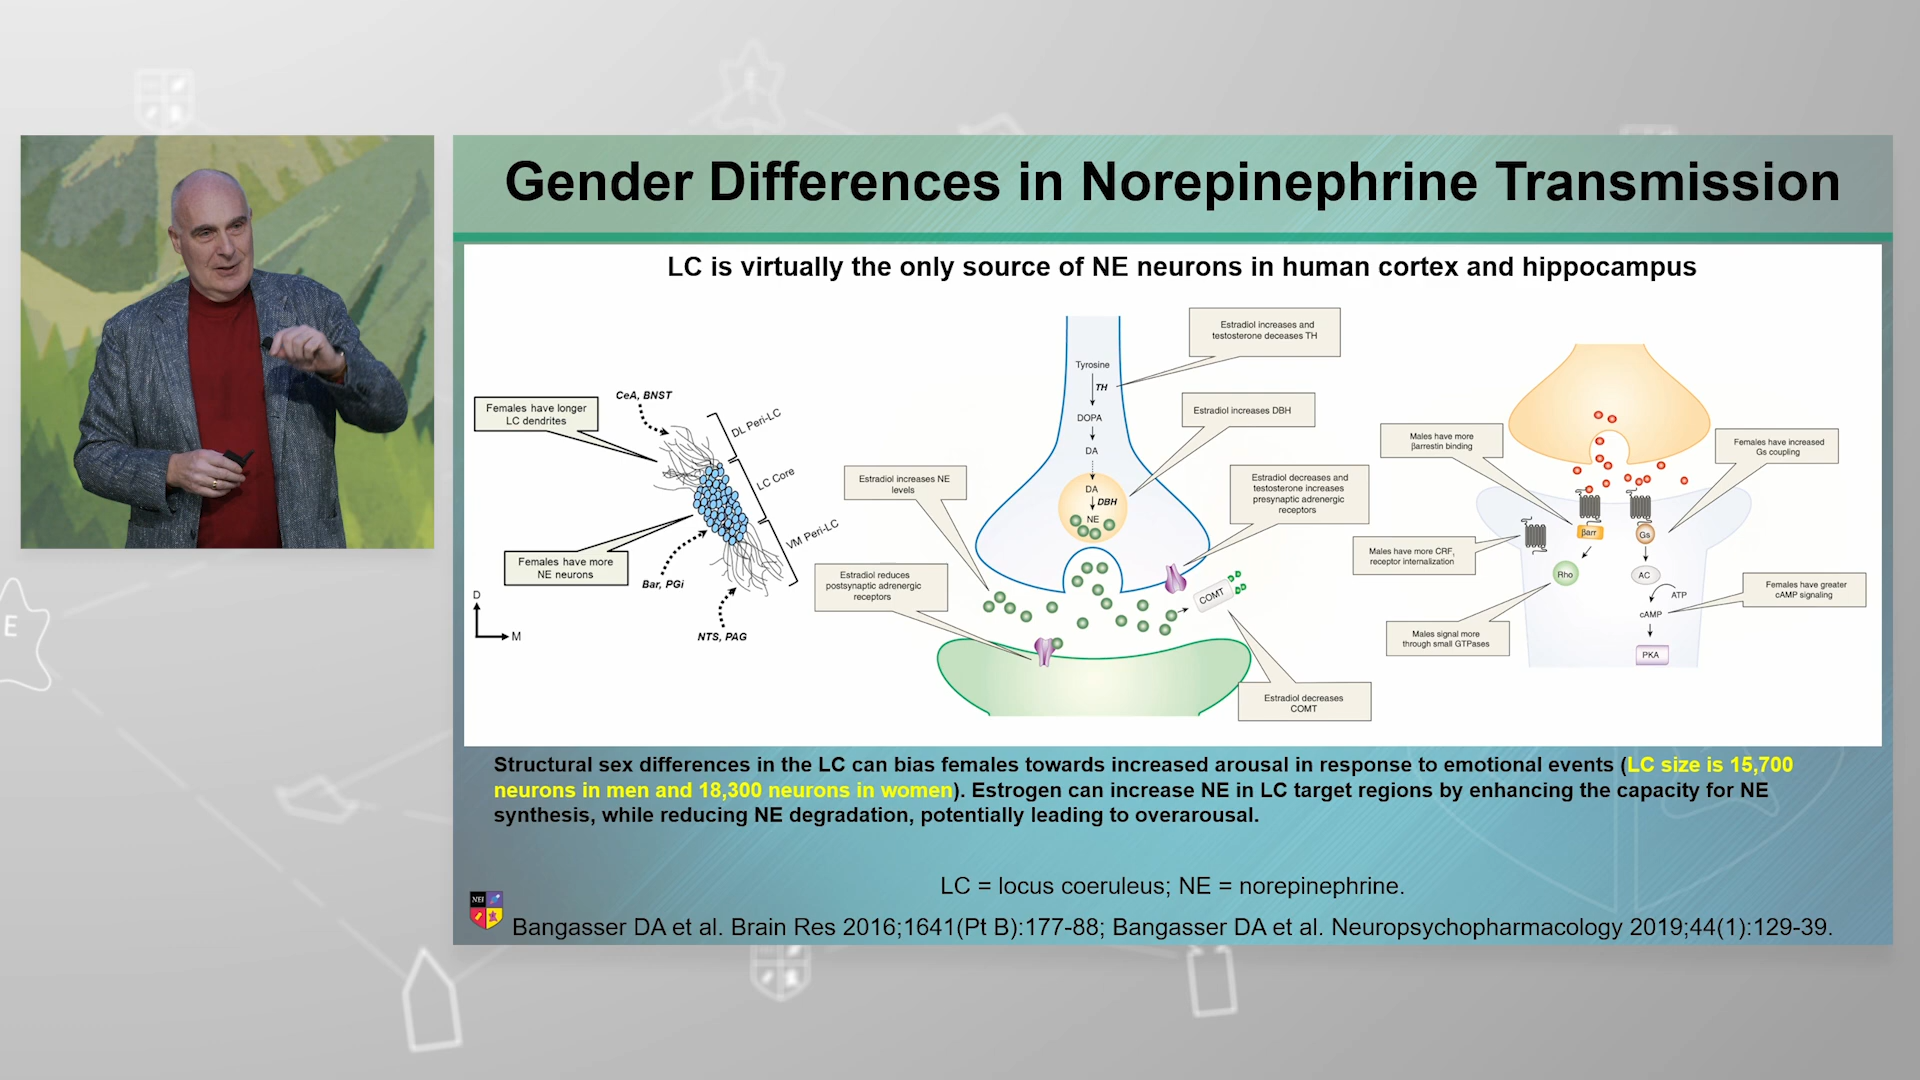 Gender Differences in Norepinephrine Transmission
LC is virtually the only source of NE neurons in human cortex and hippocampus
Females have longer
LC dendrites
CeA, BNST
DL Peri-LC
LC Core
VM Peri-LC
Females have more
NE neurons
Bar, PGi
NTS, PAG
D
M
Estradiol increases and
testosterone deceases TH
Tyrosine
TH
DOPA
DA
DA
DBH
NE
Estradiol increases DBH
Estradiol increases NE
levels
Estradiol decreases and
testosterone increases
presynaptic adrenergic
receptors
Estradiol reduces
postsynaptic adrenergic
receptors
COMT
Estradiol decreases
COMT
Males have more
βarrestin binding
Females have increased
Gs coupling
Males have more CRF1
receptor internalization
βarr
Gs
Rho
AC
ATP
cAMP
PKA
Females have greater
cAMP signaling
Males signal more
through small GTPases
Structural sex differences in the LC can bias females towards increased arousal in response to emotional events (LC size is 15,700
neurons in men and 18,300 neurons in women). Estrogen can increase NE in LC target regions by enhancing the capacity for NE
synthesis, while reducing NE degradation, potentially leading to overarousal.
LC = locus coeruleus; NE = norepinephrine.
NEI
Bangasser DA et al. Brain Res 2016;1641(Pt B):177-88; Bangasser DA et al. Neuropsychopharmacology 2019;44(1):129-39.
E